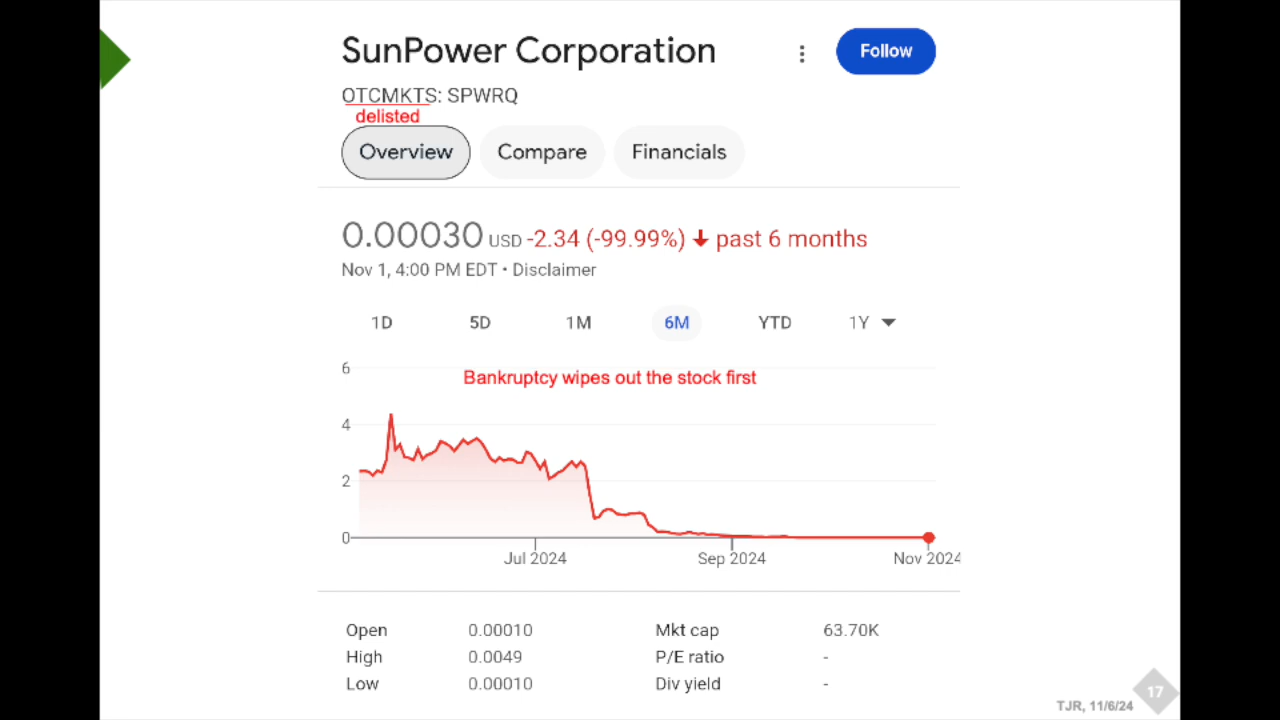 SunPower Corporation
Follow
OTCMKTS: SPWRQ
delisted
Overview Compare Financials
0.00030 USD -2.34 (-99.99%) ↓ past 6 months
Nov 1, 4:00 PM EDT • Disclaimer
1D 5D 1M 6M YTD 1Y
6
Bankruptcy wipes out the stock first
4
2
0
Jul 2024 Sep 2024 Nov 2024
Open 0.00010 Mkt cap 63.70K
High 0.0049 P/E ratio -
Low 0.00010 Div yield -
17
TJR, 11/6/24